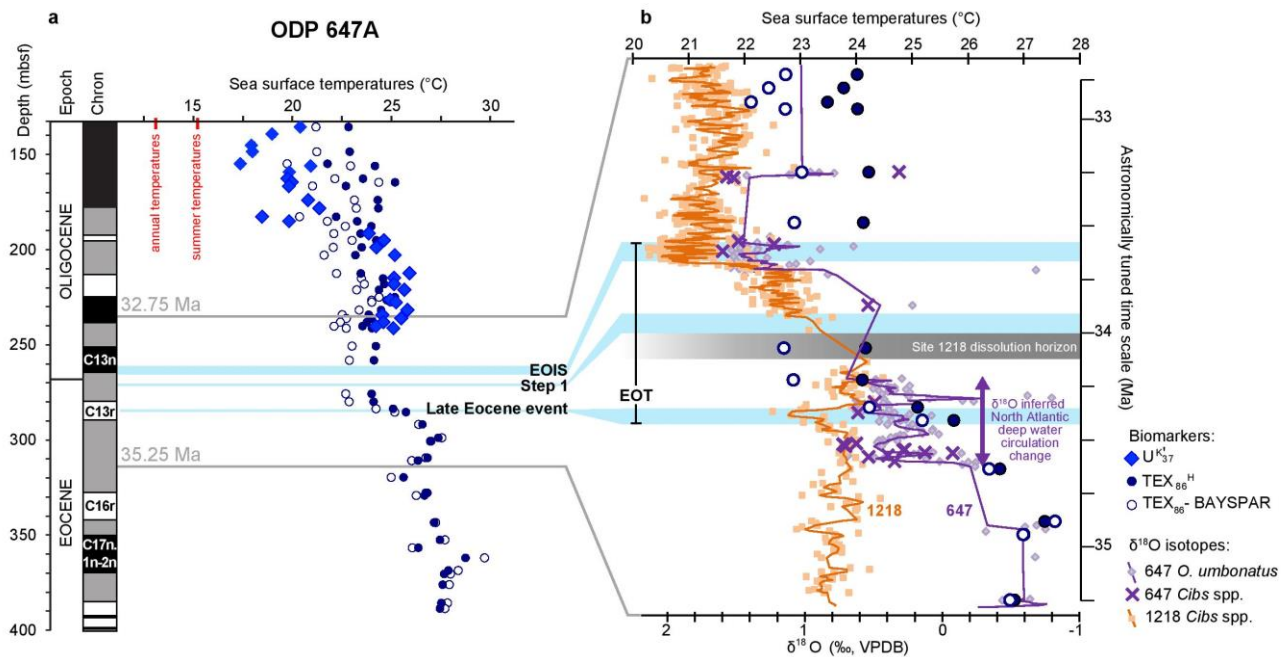 a
ODP 647A
Sea surface temperatures (°C)
15 20 25 30
Depth (mbsf)
Epoch
Chron
150
200
250
300
350
400
OLIGOCENE
EOCENE
C13n
C13r
C16r
C17n.
1n-2n
annual temperatures
summer temperatures
32.75 Ma
35.25 Ma
EOIS
Step 1
Late Eocene event
EOT
b
Sea surface temperatures (°C)
20 21 22 23 24 25 26 27 28
33
34
35
Astronomically tuned time scale (Ma)
Site 1218 dissolution horizon
δ¹⁸O inferred
North Atlantic
deep water
circulation
change
1218
647
2 1 0 -1
δ¹⁸O (‰, VPDB)
Biomarkers:
Uᴷ'₃₇
TEX₈₆ᴴ
TEX₈₆- BAYSPAR
δ¹⁸O isotopes:
647 O. umbonatus
647 Cibs spp.
1218 Cibs spp.